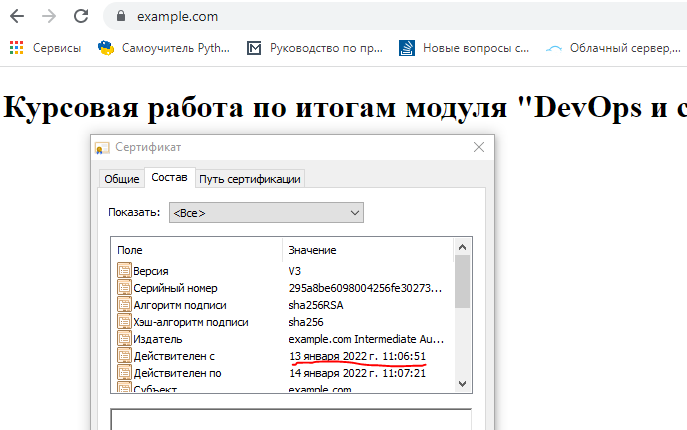 example.com
Сервисы Самоучитель Pyth... Руководство по пр... Новые вопросы с... Облачный сервер,...
Курсовая работа по итогам модуля "DevOps и с
Сертификат
Общие Состав Путь сертификации
Показать: <Все>
Поле Значение
Версия V3
Серийный номер 295a8be6098004256fe30273...
Алгоритм подписи sha256RSA
Хэш-алгоритм подписи sha256
Издатель example.com Intermediate Au...
Действителен с 13 января 2022 г. 11:06:51
Действителен по 14 января 2022 г. 11:07:21
Субъект example.com